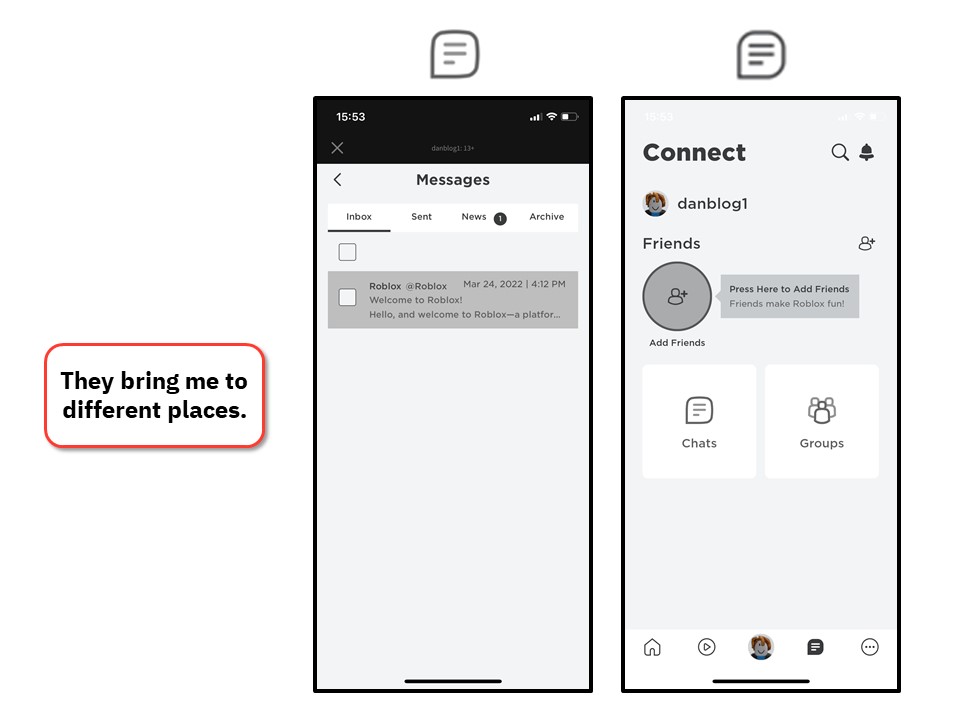 They bring me to
different places.
15:53
danblog1: 13+
Messages
Inbox Sent News 1 Archive
Roblox @Roblox Mar 24, 2022 | 4:12 PM
Welcome to Roblox!
Hello, and welcome to Roblox—a platfor...
15:53
Connect
danblog1
Friends
Press Here to Add Friends
Friends make Roblox fun!
Add Friends
Chats Groups